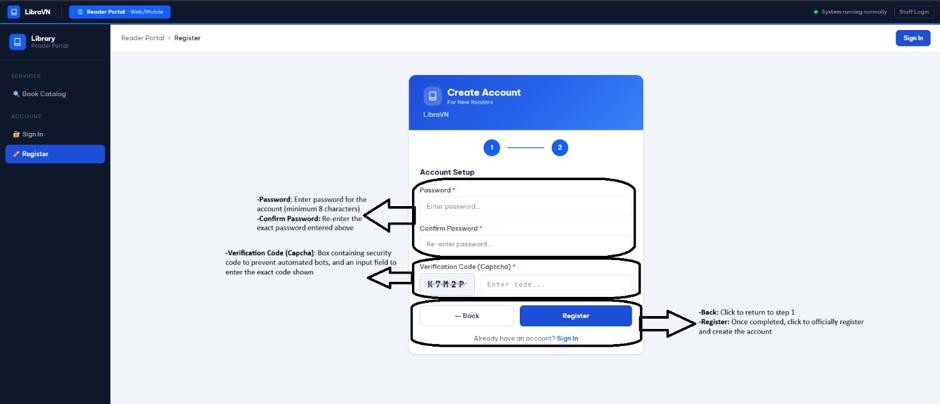 LibraVN
Reader Portal · Web/Mobile
System running normally
Staff Login
Library
Reader Portal
Reader Portal › Register
Sign In
SERVICES
Book Catalog
ACCOUNT
Sign In
Register
Create Account
For New Readers
LibraVN
1
2
Account Setup
Password *
Enter password...
Confirm Password *
Re-enter password...
Verification Code (Captcha) *
K7M2P
Enter code...
← Back
Register
Already have an account? Sign In
-Password: Enter password for the
account (minimum 8 characters)
-Confirm Password: Re-enter the
exact password entered above
-Verification Code (Capcha): Box containing security
code to prevent automated bots, and an input field to
enter the exact code shown
-Back: Click to return to step 1
-Register: Once completed, click to officially register
and create the account